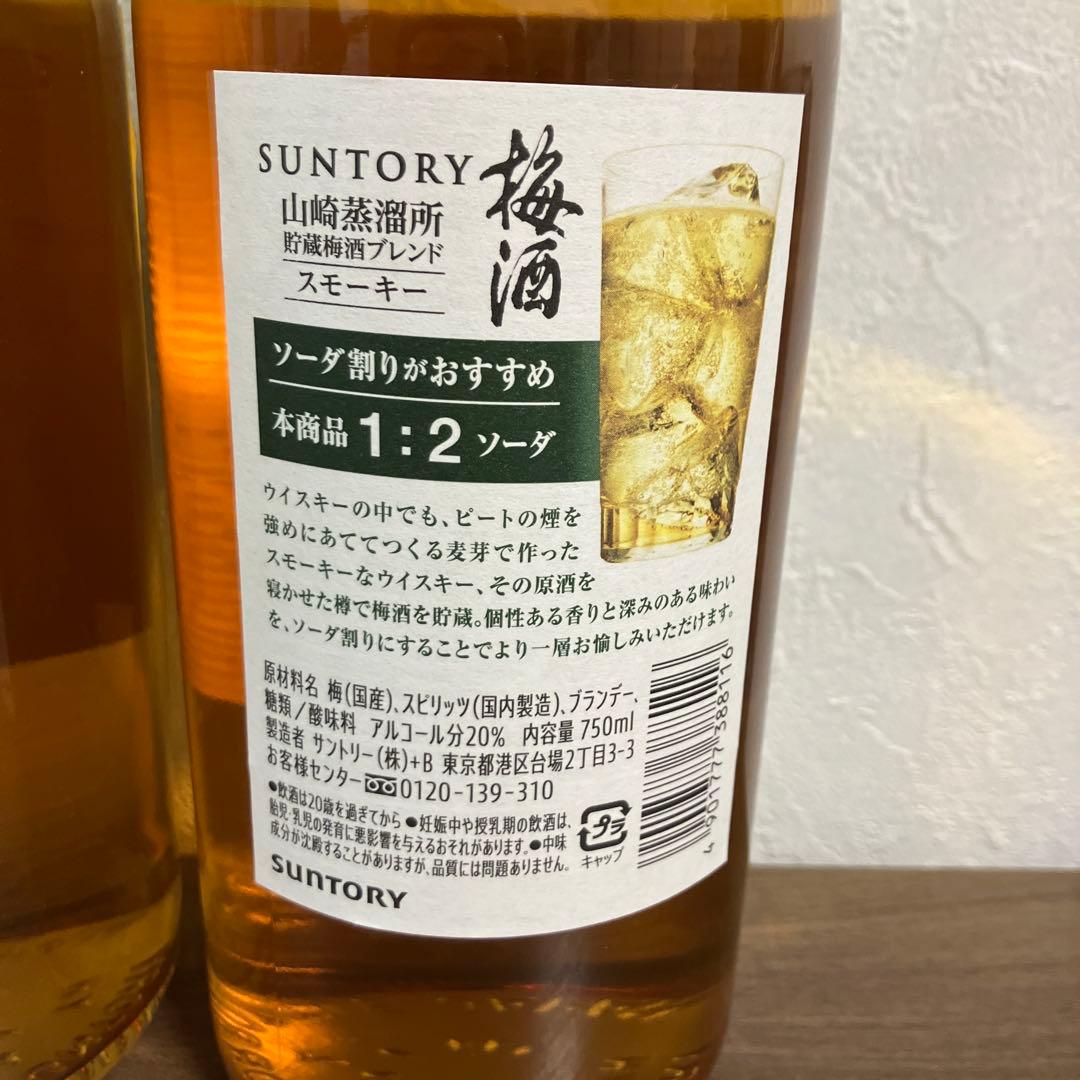 SUNTORY
梅酒
山崎蒸溜所
貯蔵梅酒ブレンド
スモーキー
ソーダ割りがおすすめ
本商品 1:2 ソーダ
ウイスキーの中でも、ピートの煙を
強めにあててつくる麦芽で作った
スモーキーなウイスキー、その原酒を
寝かせた樽で梅酒を貯蔵。個性ある香りと深みのある味わい
を、ソーダ割りにすることでより一層お愉しみいただけます。
原材料名 梅(国産)、スピリッツ(国内製造)、ブランデー、
糖類/酸味料 アルコール分20% 内容量 750ml
製造者 サントリー(株)+B 東京都港区台場2丁目3-3
お客様センター 0120-139-310
●飲酒は20歳を過ぎてから ●妊娠中や授乳期の飲酒は、
胎児・乳児の発育に悪影響を与えるおそれがあります。●中味
成分が沈殿することがありますが、品質には問題ありません。
プラ
キャップ
SUNTORY
4 901777 388116